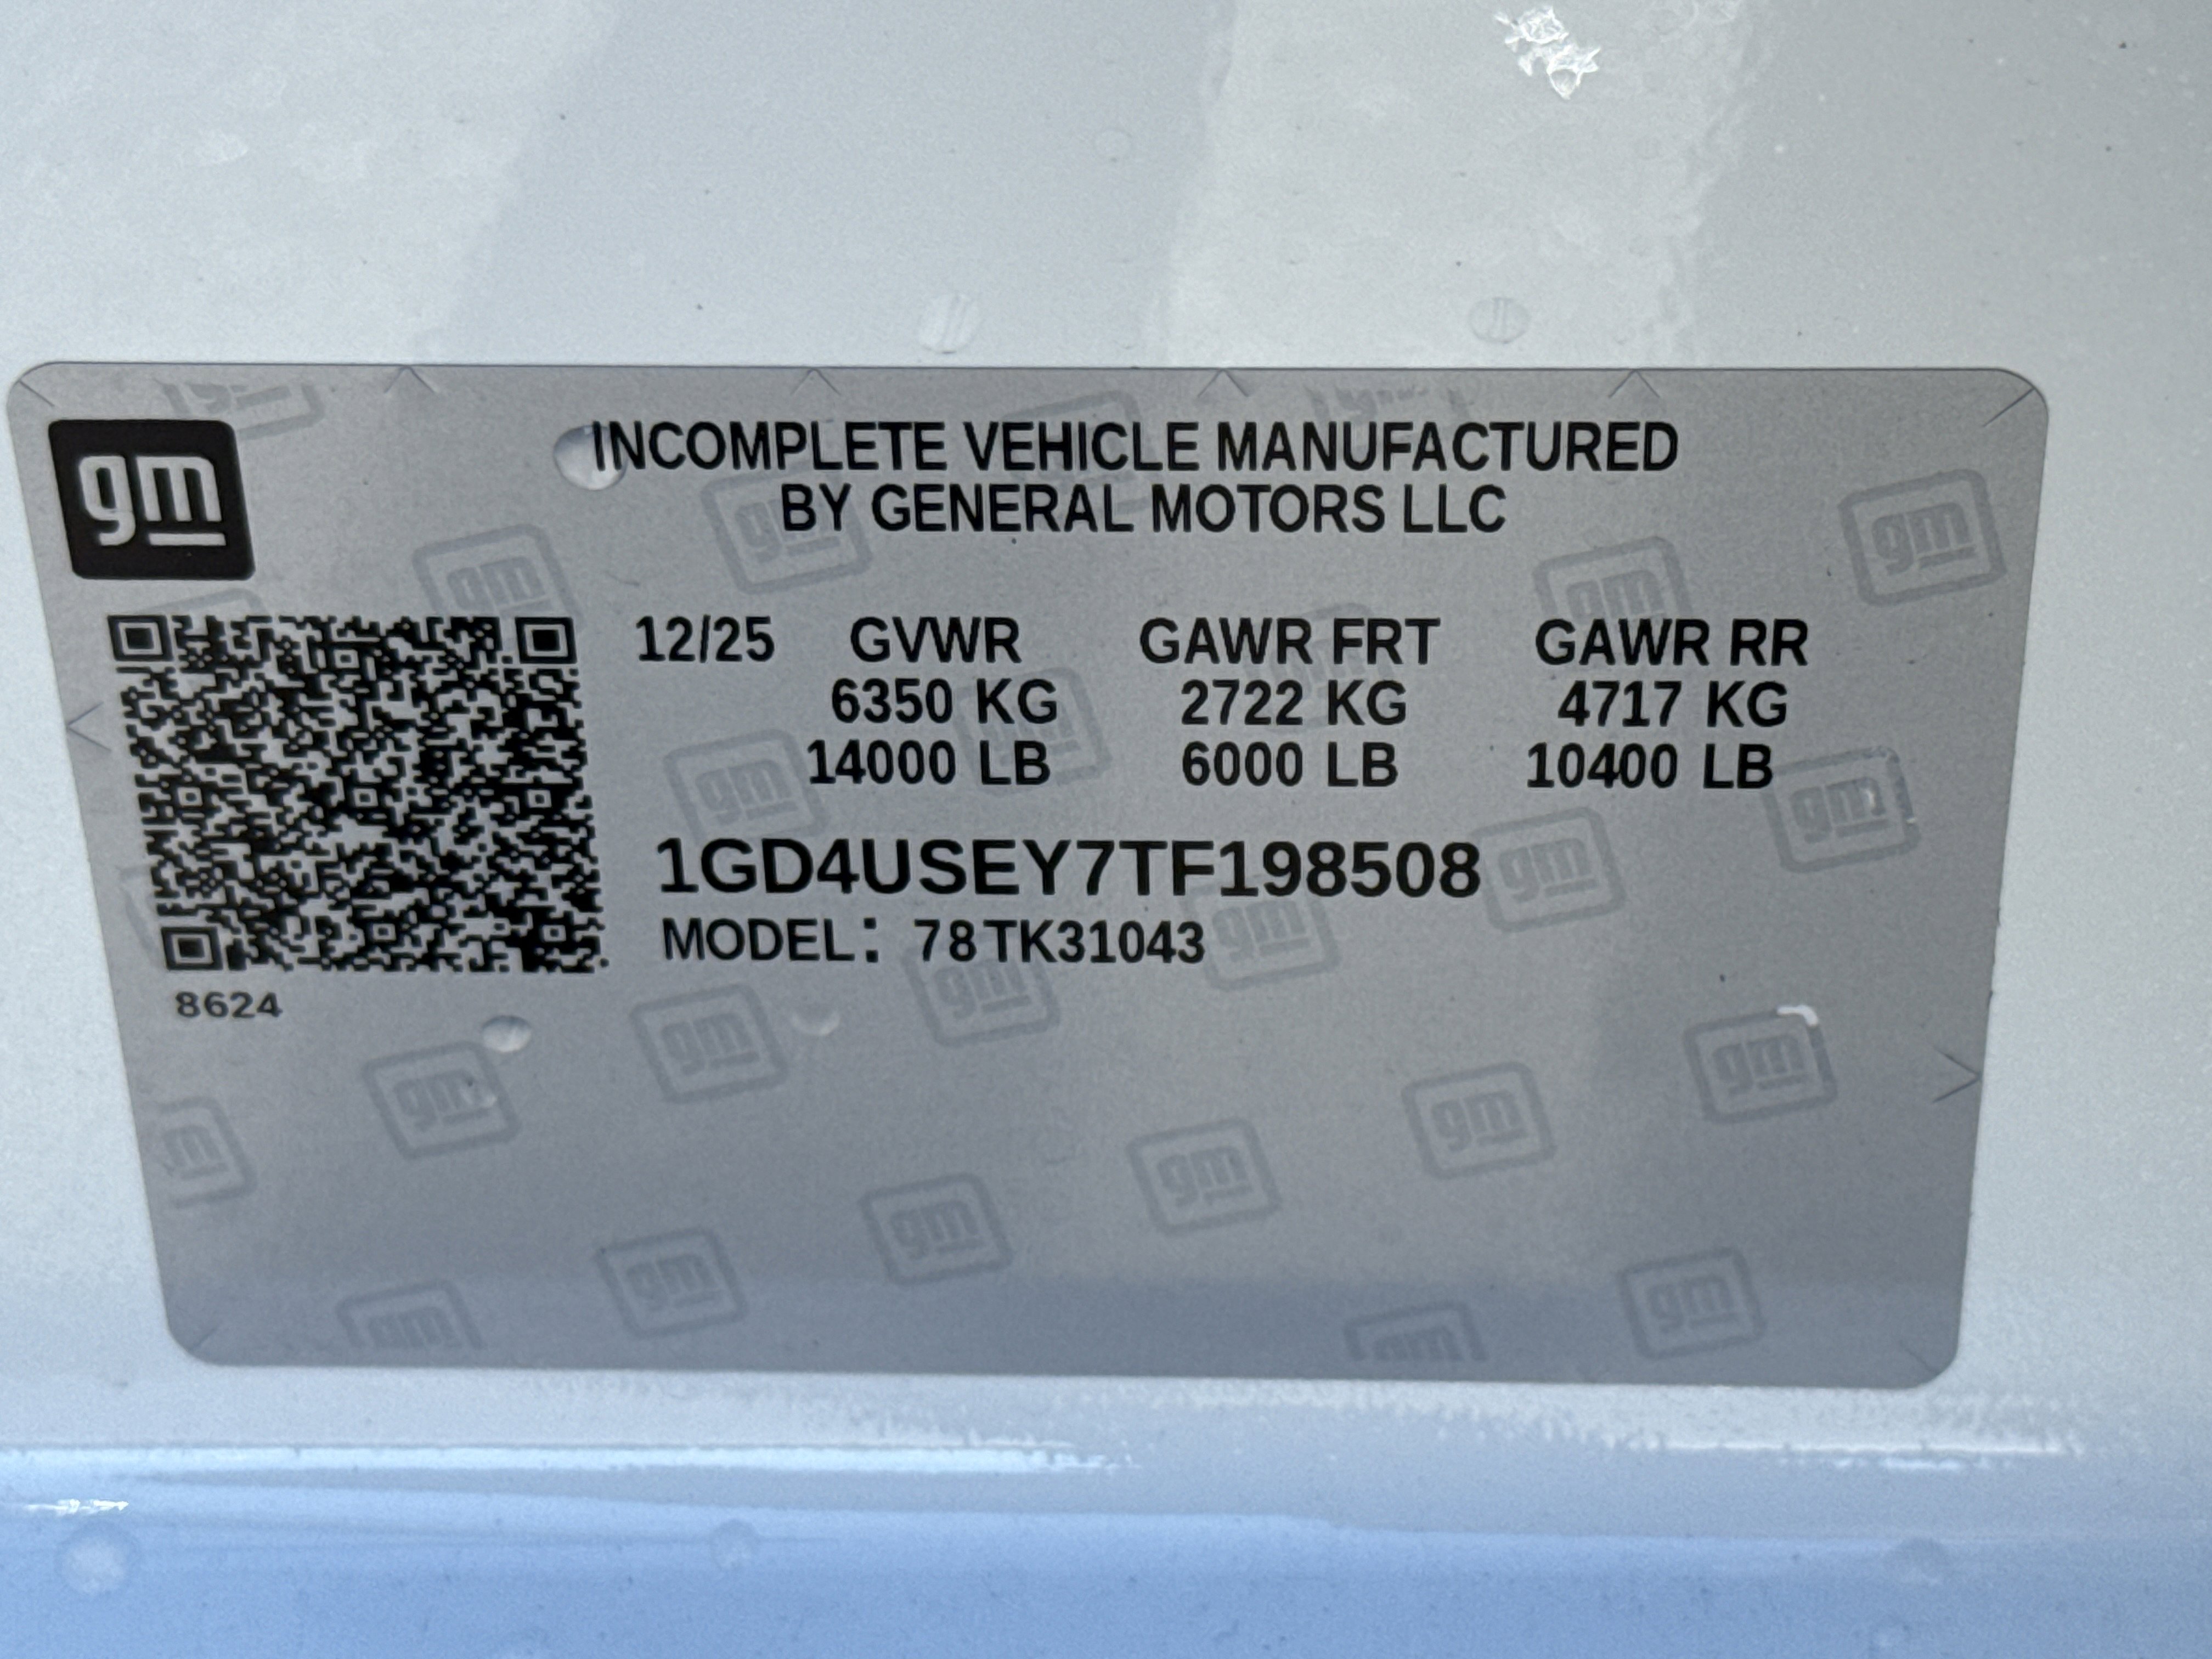 gm
INCOMPLETE VEHICLE MANUFACTURED
BY GENERAL MOTORS LLC
12/25 GVWR GAWR FRT GAWR RR
6350 KG 2722 KG 4717 KG
14000 LB 6000 LB 10400 LB
1GD4USEY7TF198508
MODEL: 78TK31043
8624